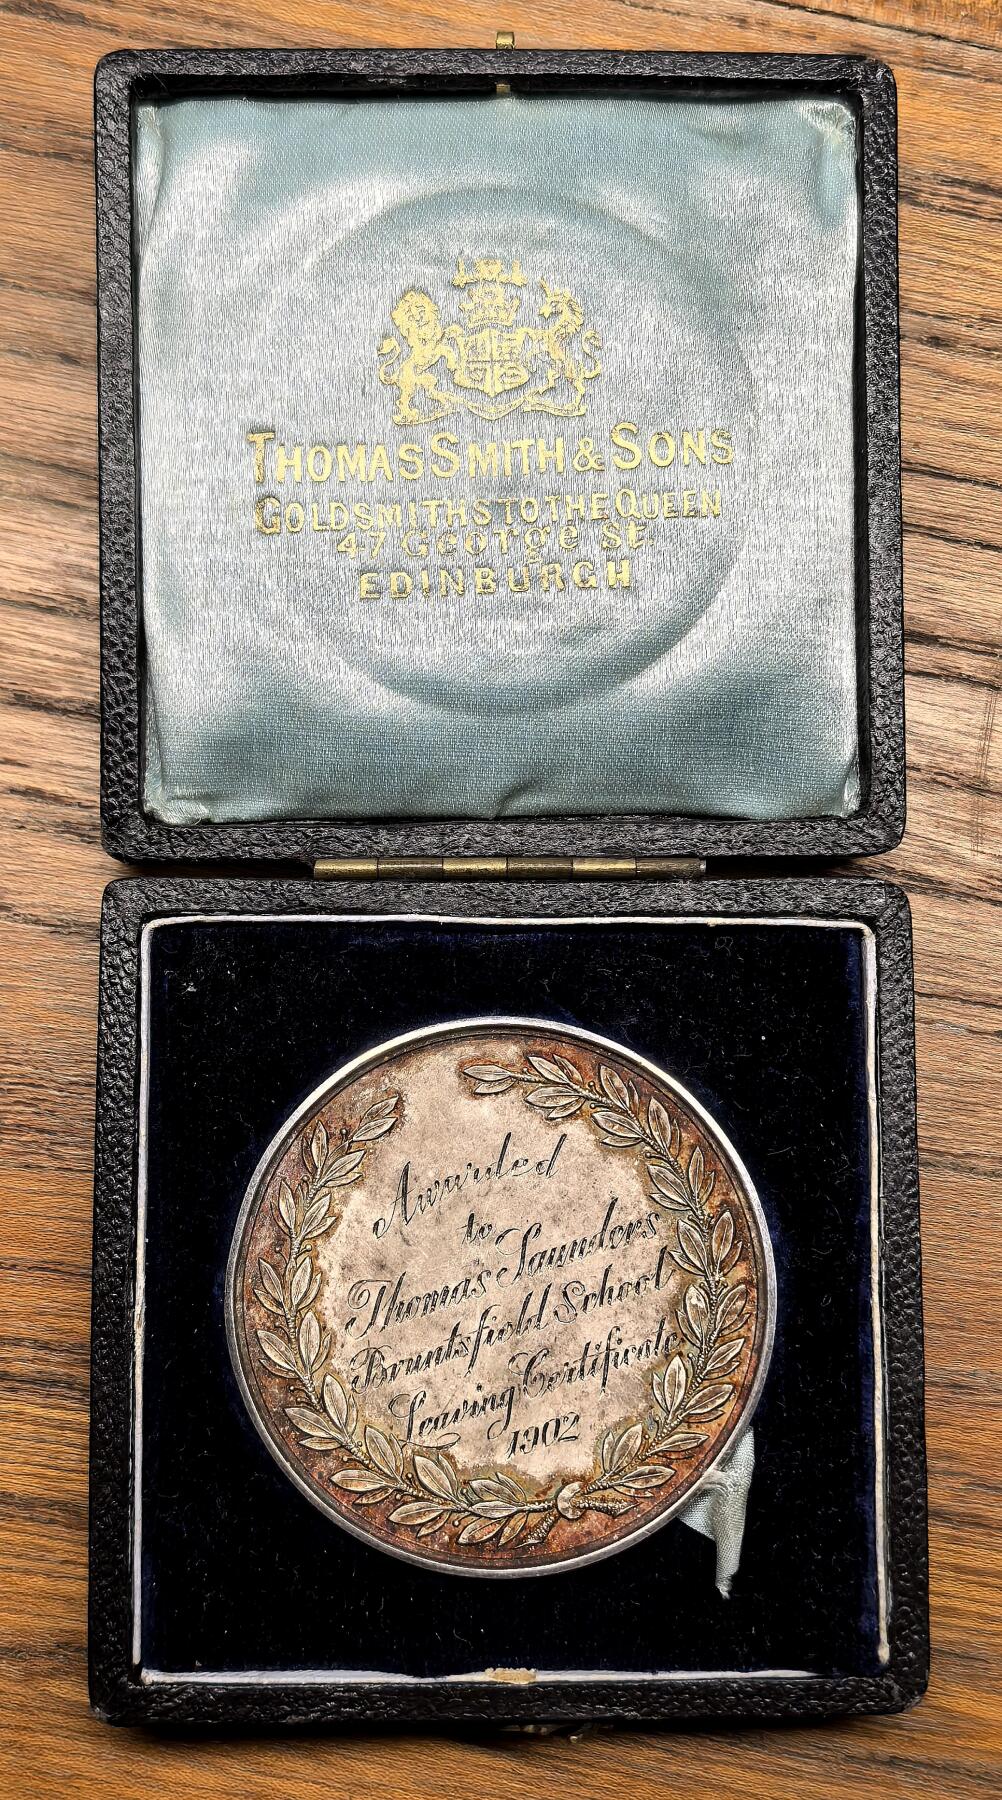 THOMAS SMITH & SONS
GOLDSMITHS TO THE QUEEN
47 George St.
EDINBURGH
Awarded
to
Thomas Saunders
Bruntsfield School
Leaving Certificate
1902